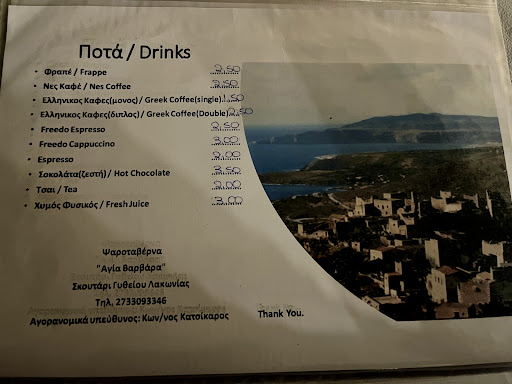 Ποτά / Drinks
• Φραπέ / Frappe 2.50
• Νες Καφέ / Nes Coffee 2.50
• Ελληνικος Καφες(μονος) / Greek Coffee(single) 1.50
• Ελληνικος Καφες(διπλος) / Greek Coffee(Double) 2.50
• Freedo Espresso 2.50
• Freedo Cappuccino 3.00
• Espresso 2.00
• Σοκολάτα(ζεστή) / Hot Chocolate 3.50
• Τσαι / Tea 2.00
• Χυμός Φυσικός / Fresh Juice 3.00
Ψαροταβέρνα
"Αγία Βαρβάρα"
Σκουτάρι Γυθείου Λακωνίας
Τηλ, 2733093346
Αγορανομικά υπεύθυνος: Κων/νος Κατσίκαρος
Thank You.